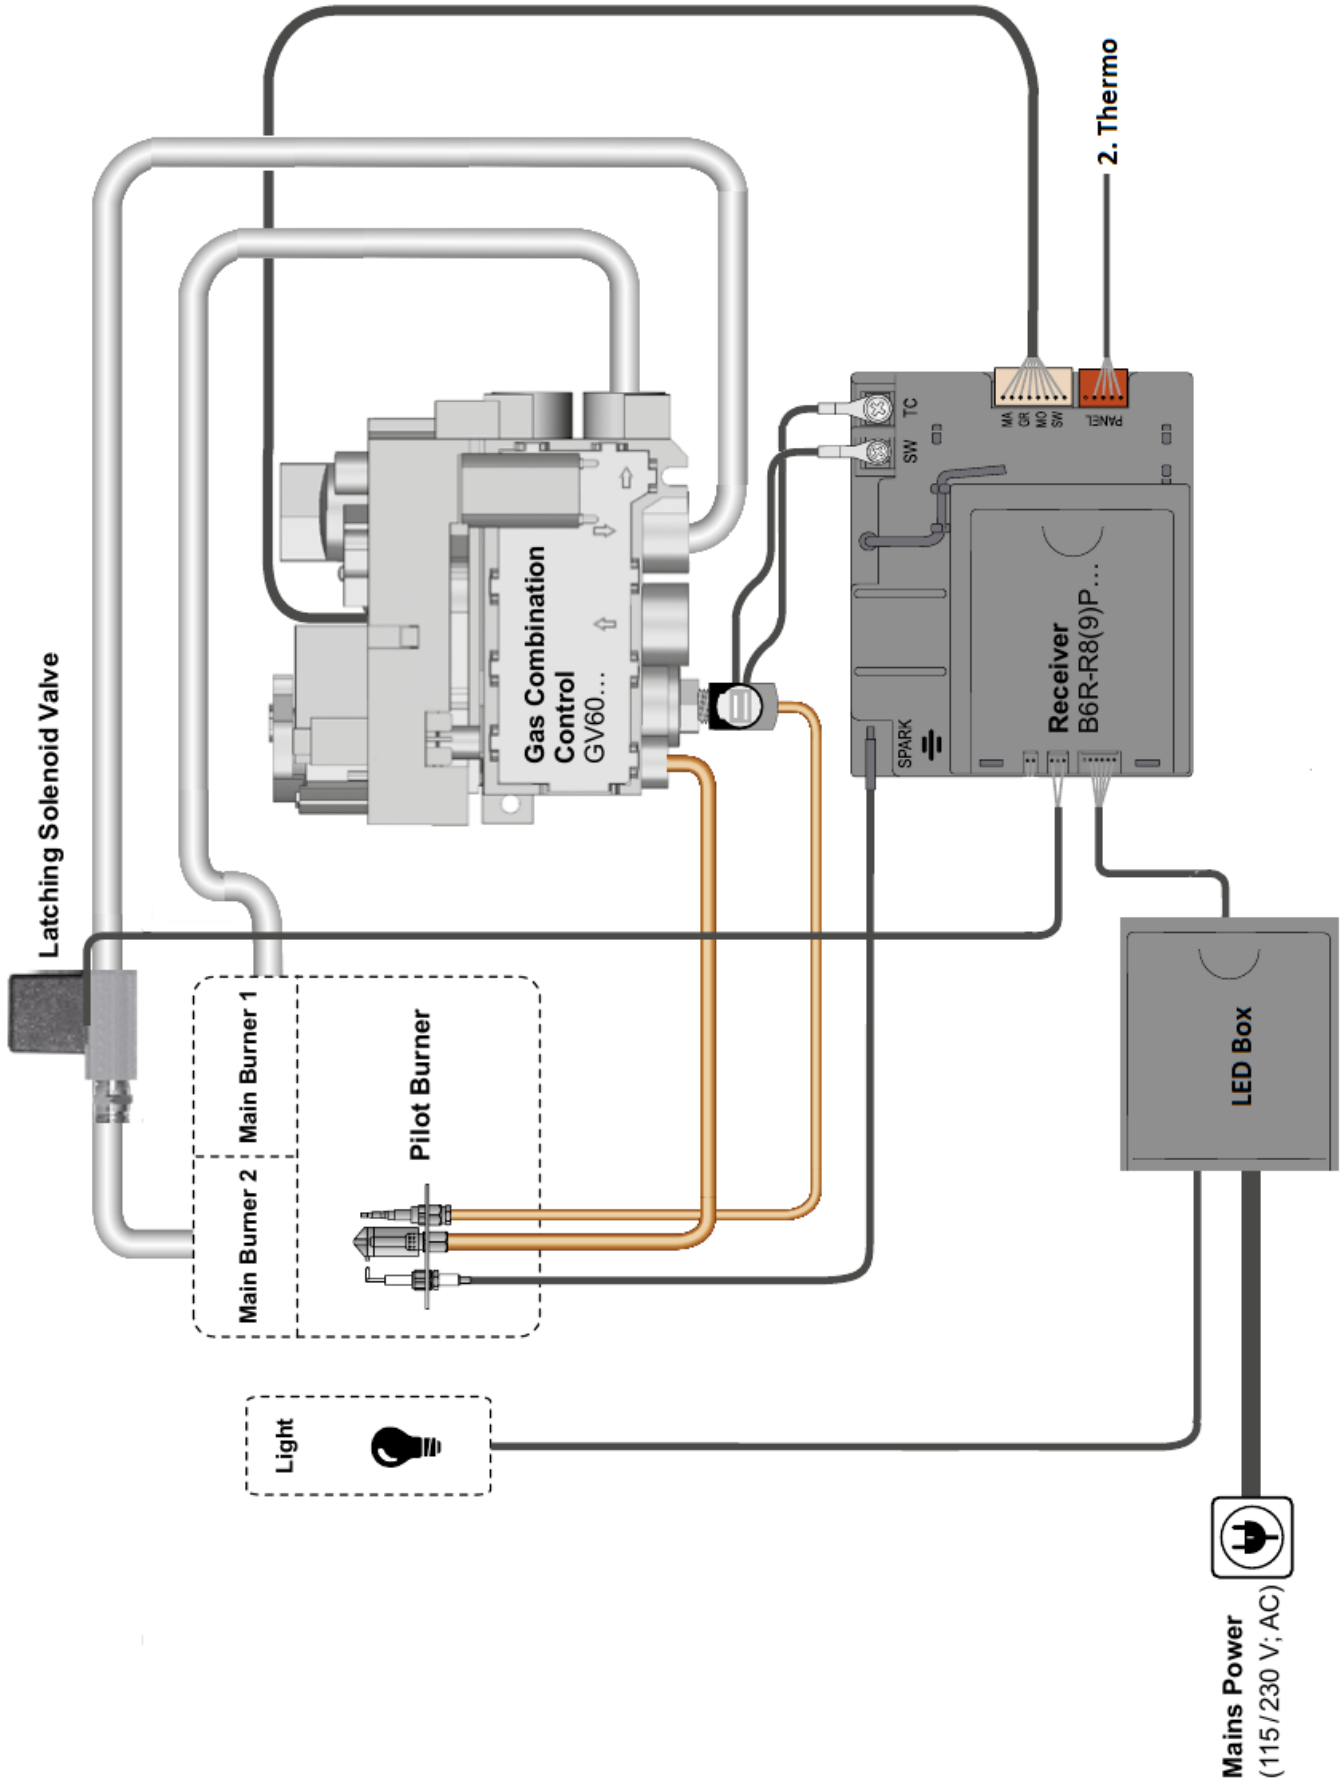 Latching Solenoid Valve
2. Thermo
Gas Combination
Control
GV60...
TC
SW
MA
GR
MO
SW
PANEL
SPARK
Receiver
B6R-R8(9)P...
Main Burner 1
Main Burner 2
Pilot Burner
LED Box
Light
Mains Power
(115/230 V; AC)